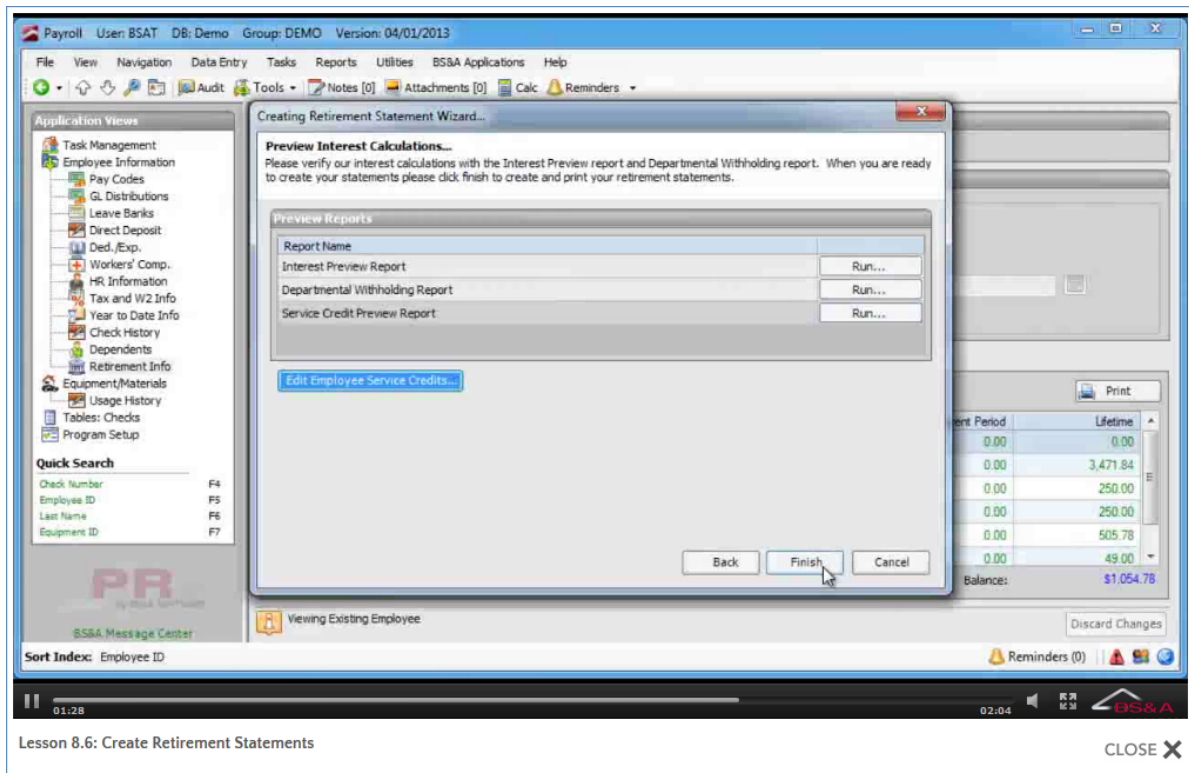 Payroll User: BSAT DB: Demo Group: DEMO Version: 04/01/2013
File View Navigation Data Entry Tasks Reports Utilities BS&A Applications Help
Audit Tools Notes [0] Attachments [0] Calc Reminders
Application Views
Task Management
Employee Information
Pay Codes
GL Distributions
Leave Banks
Direct Deposit
Ded./Exp.
Workers' Comp.
HR Information
Tax and W2 Info
Year to Date Info
Check History
Dependents
Retirement Info
Equipment/Materials
Usage History
Tables: Checks
Program Setup
Quick Search
Check Number F4
Employee ID F5
Last Name F6
Equipment ID F7
PR
BS&A Message Center
Creating Retirement Statement Wizard...
Preview Interest Calculations...
Please verify our interest calculations with the Interest Preview report and Departmental Withholding report. When you are ready
to create your statements please click finish to create and print your retirement statements.
Preview Reports
Report Name
Interest Preview Report Run...
Departmental Withholding Report Run...
Service Credit Preview Report Run...
Edit Employee Service Credits...
Back Finish Cancel
Print
ent Period Lifetime
0.00 0.00
0.00 3,471.84
0.00 250.00
0.00 250.00
0.00 505.78
0.00 49.00
Balance: $1,054.78
Viewing Existing Employee
Discard Changes
Sort Index: Employee ID
Reminders (0)
01:28
02:04
BS&A
Lesson 8.6: Create Retirement Statements
CLOSE